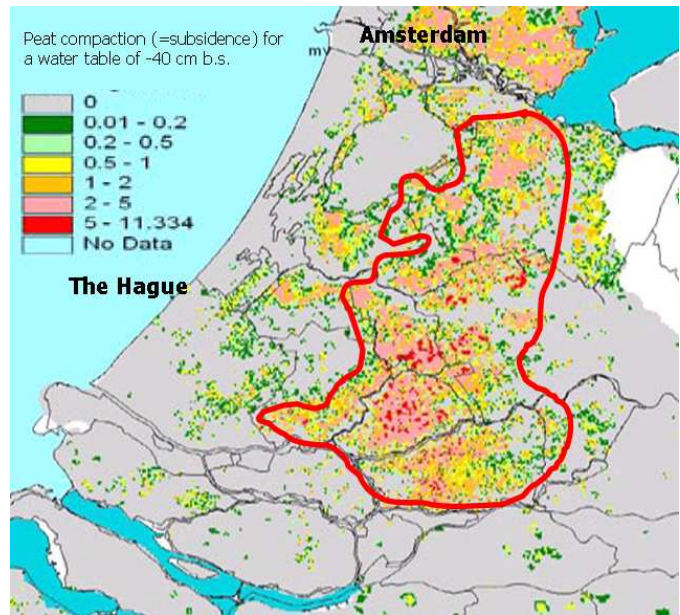 Amsterdam
Peat compaction (=subsidence) for
a water table of -40 cm b.s.
mv
0
0.01 - 0.2
0.2 - 0.5
0.5 - 1
1 - 2
2 - 5
5 - 11.334
No Data
The Hague